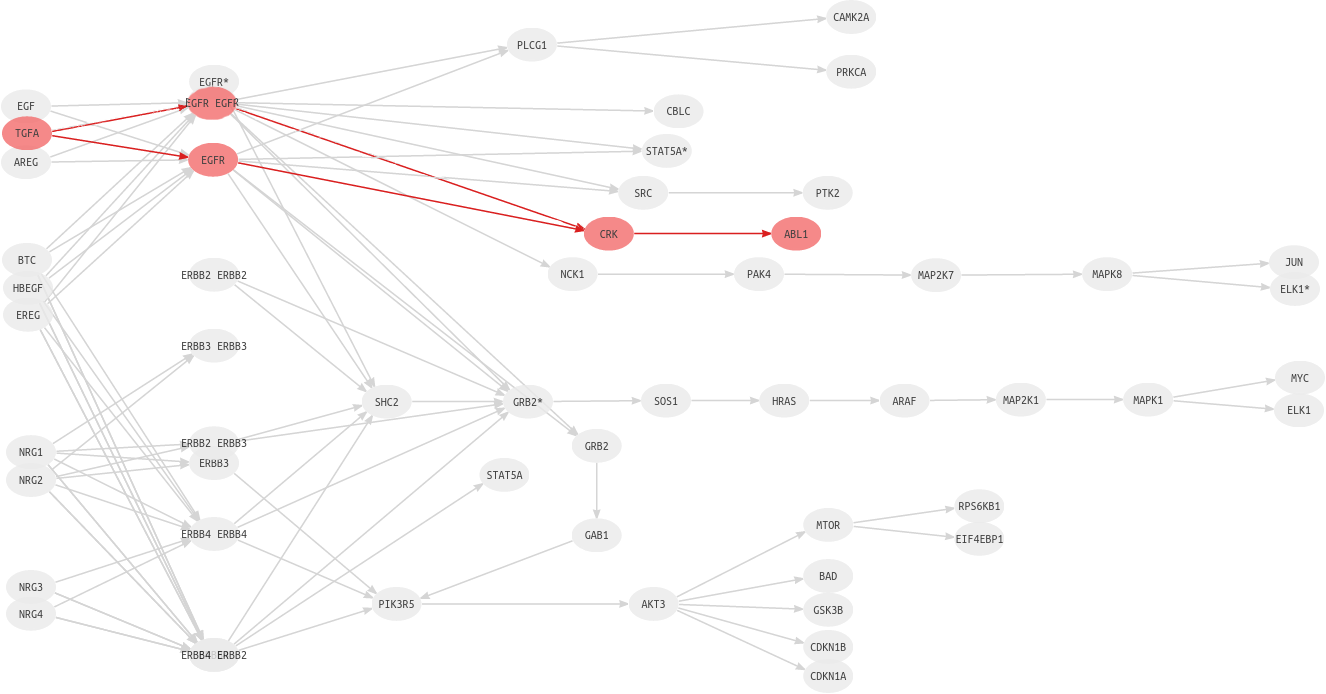 CAMK2A
PLCG1
PRKCA
EGFR*
EGFR EGFR
EGF
CBLC
TGFA
STAT5A*
AREG
EGFR
SRC
PTK2
CRK
ABL1
BTC
ERBB2 ERBB2
NCK1
PAK4
MAP2K7
MAPK8
JUN
HBEGF
ELK1*
EREG
ERBB3 ERBB3
MYC
SHC2
GRB2*
SOS1
HRAS
ARAF
MAP2K1
MAPK1
ELK1
ERBB2 ERBB3
GRB2
NRG1
ERBB3
NRG2
STAT5A
RPS6KB1
MTOR
ERBB4 ERBB4
GAB1
EIF4EBP1
BAD
NRG3
PIK3R5
AKT3
GSK3B
NRG4
CDKN1B
ERBB4 ERBB2
CDKN1A